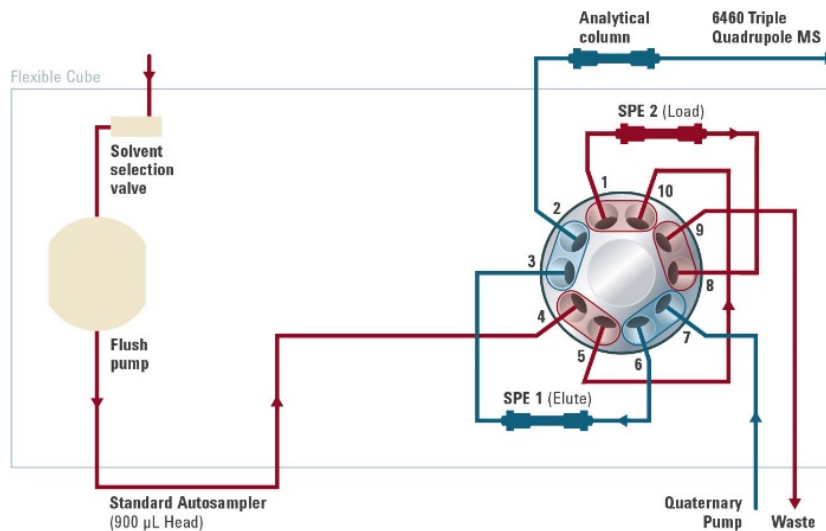 Analytical
column
6460 Triple
Quadrupole MS
Flexible Cube
Solvent
selection
valve
SPE 2 (Load)
1
10
2
9
3
8
4
7
5
6
Flush
pump
SPE 1 (Elute)
Standard Autosampler
(900 µL Head)
Quaternary
Pump
Waste